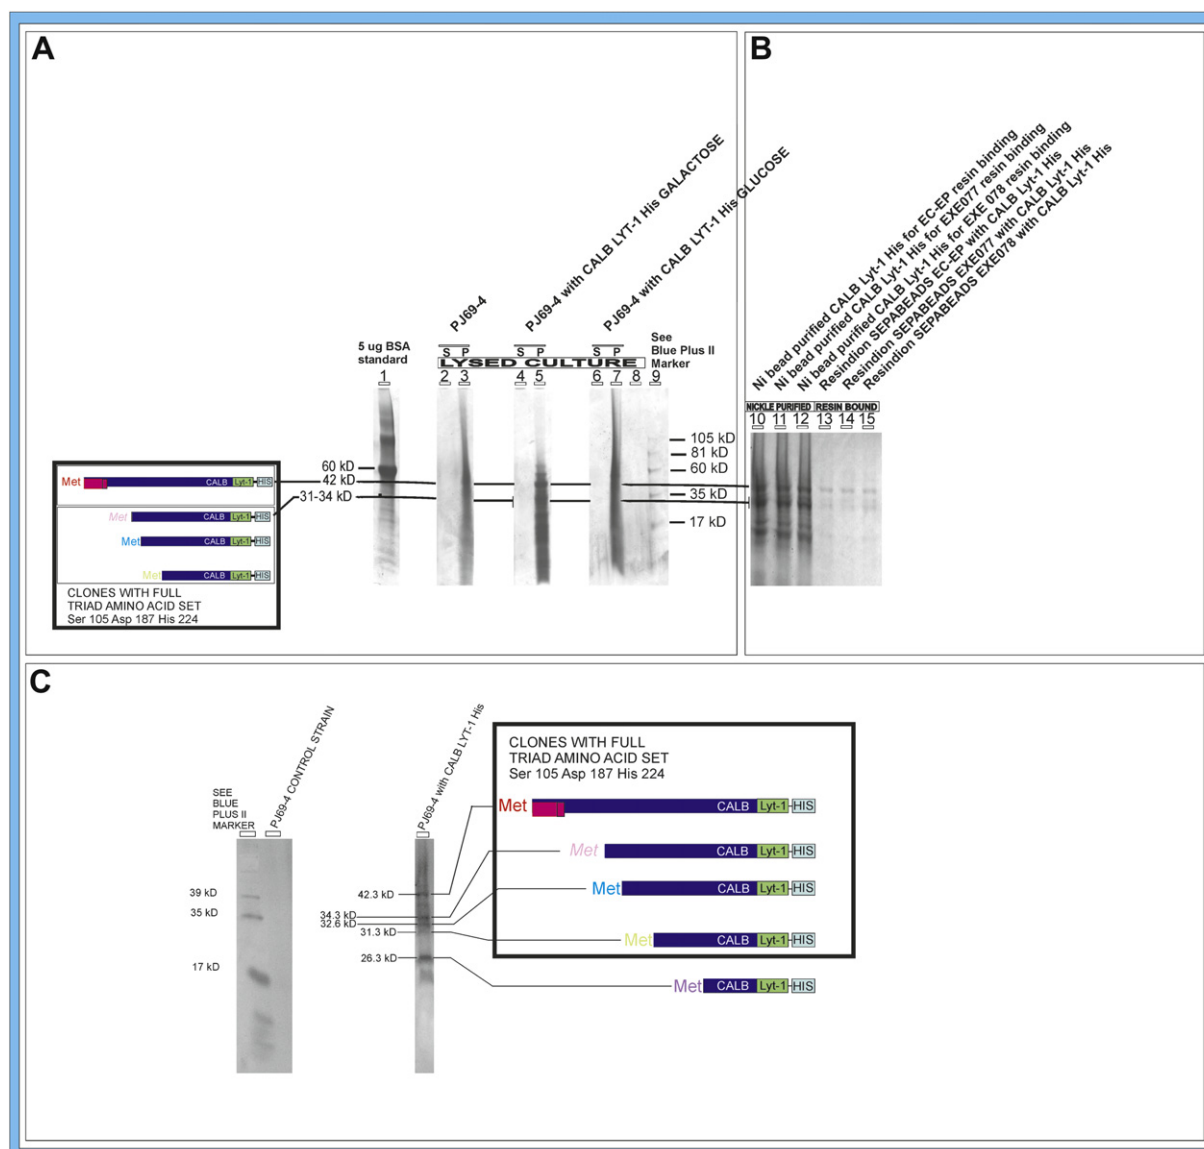 A
PJ69-4
PJ69-4 with CALB LYT-1 His GALACTOSE
PJ69-4 with CALB LYT-1 His GLUCOSE
5 ug BSA
standard
S P
S P
S P
See
Blue Plus II
Marker
LYSED CULTURE
1 2 3 4 5 6 7 8 9
105 kD
81 kD
60 kD
35 kD
17 kD
60 kD
42 kD
31-34 kD
Met CALB Lyt-1 HIS
Met CALB Lyt-1 HIS
Met CALB Lyt-1 HIS
Met CALB Lyt-1 HIS
CLONES WITH FULL
TRIAD AMINO ACID SET
Ser 105 Asp 187 His 224
B
Ni bead purified CALB Lyt-1 His for EC-EP resin binding
Ni bead purified CALB Lyt-1 His for EXE077 resin binding
Ni bead purified CALB Lyt-1 His for EXE 078 resin binding
Resindion SEPABEADS EC-EP with CALB Lyt-1 His
Resindion SEPABEADS EXE077 with CALB Lyt-1 His
Resindion SEPABEADS EXE078 with CALB Lyt-1 His
NICKLE PURIFIED RESIN BOUND
10 11 12 13 14 15
C
SEE
BLUE
PLUS II
MARKER
PJ69-4 CONTROL STRAIN
39 kD
35 kD
17 kD
PJ69-4 with CALB LYT-1 His
42.3 kD
34.3 kD
32.6 kD
31.3 kD
26.3 kD
CLONES WITH FULL
TRIAD AMINO ACID SET
Ser 105 Asp 187 His 224
Met CALB Lyt-1 HIS
Met CALB Lyt-1 HIS
Met CALB Lyt-1 HIS
Met CALB Lyt-1 HIS
Met CALB Lyt-1 HIS